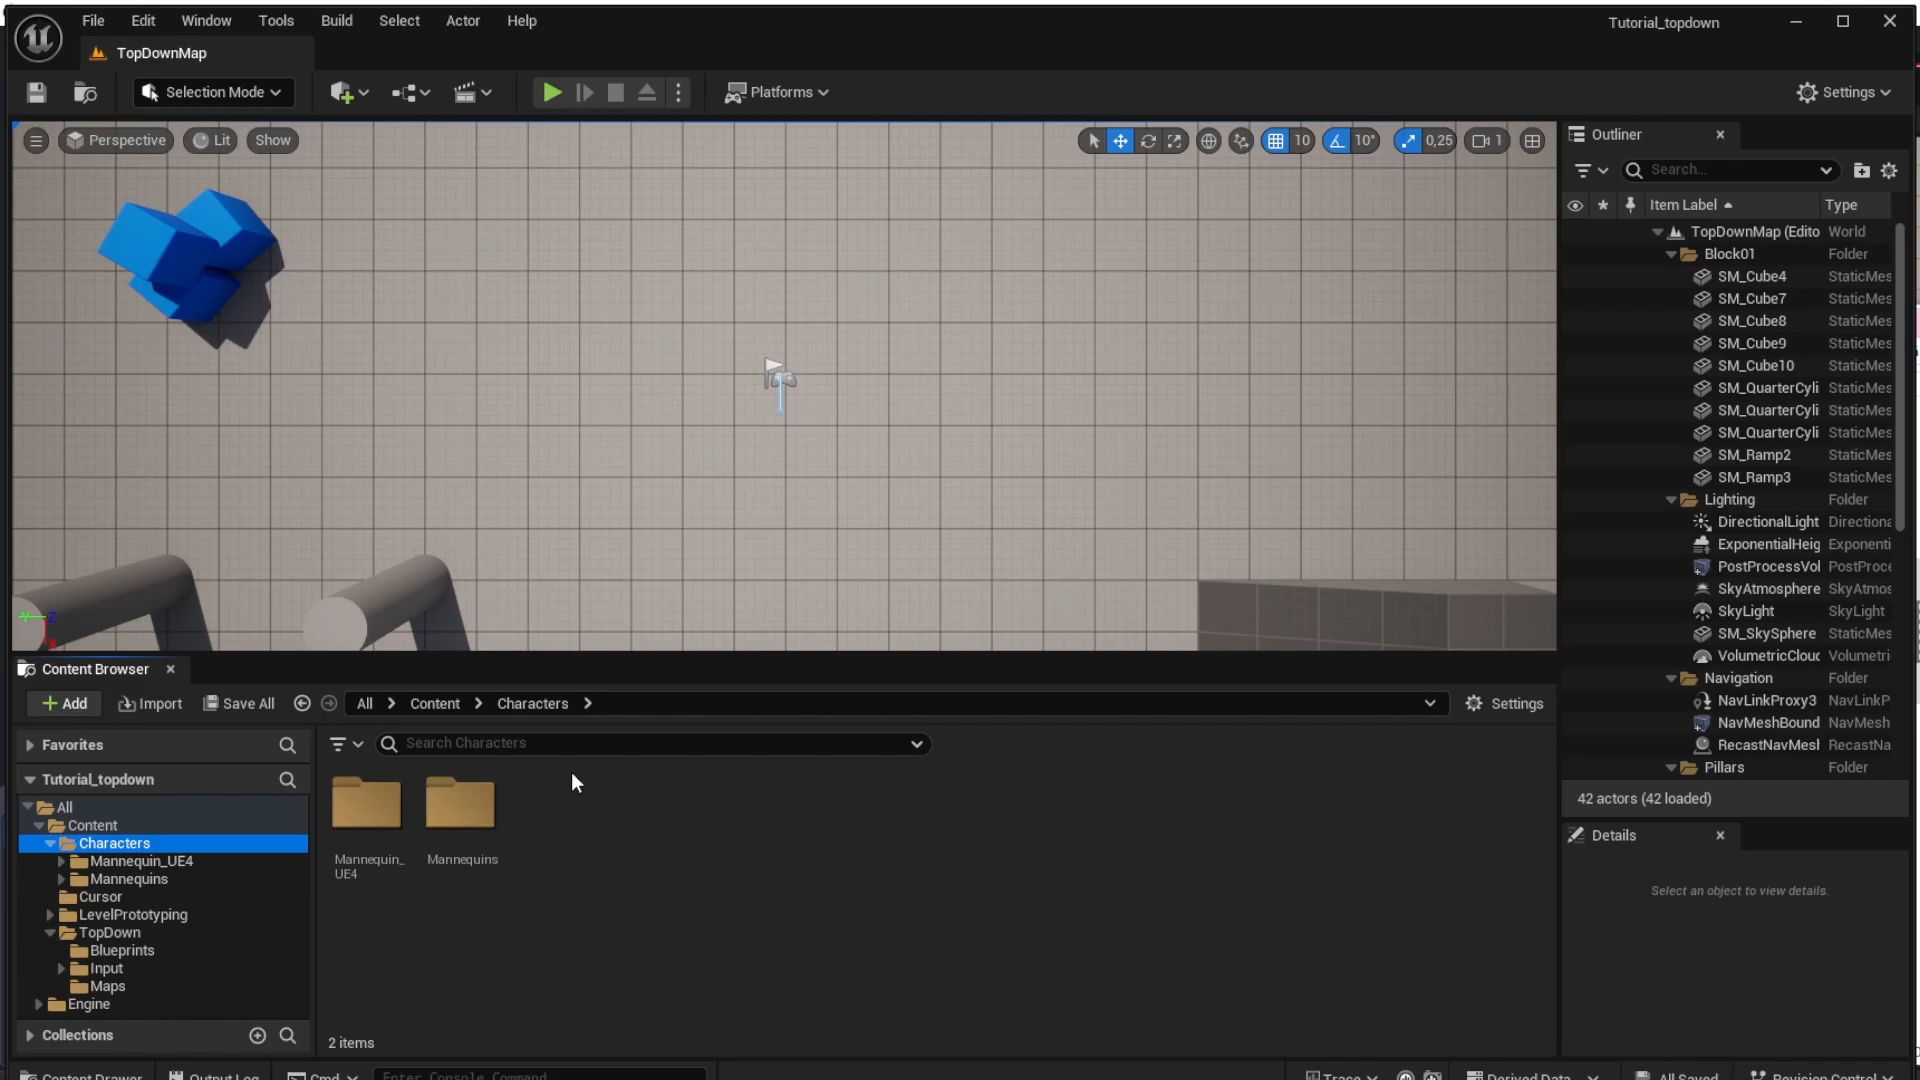 File Edit Window Tools Build Select Actor Help
Tutorial_topdown
TopDownMap
Selection Mode
Platforms
Settings
Perspective Lit Show
10 10° 0,25 1
Outliner
Search...
Item Label Type
TopDownMap (Edito World
Block01 Folder
SM_Cube4 StaticMes
SM_Cube7 StaticMes
SM_Cube8 StaticMes
SM_Cube9 StaticMes
SM_Cube10 StaticMes
SM_QuarterCyli StaticMes
SM_QuarterCyli StaticMes
SM_QuarterCyli StaticMes
SM_Ramp2 StaticMes
SM_Ramp3 StaticMes
Lighting Folder
DirectionalLight Directiona
ExponentialHeig Exponenti
PostProcessVol PostProce
SkyAtmosphere SkyAtmos
SkyLight SkyLight
SM_SkySphere StaticMes
VolumetricClouc Volumetri
Navigation Folder
NavLinkProxy3 NavLinkP
NavMeshBound NavMesh
RecastNavMesl RecastNa
Pillars Folder
42 actors (42 loaded)
Details
Select an object to view details.
Y Z X
Content Browser
Add Import Save All All Content Characters Settings
Favorites
Search Characters
Tutorial_topdown
All
Content
Characters
Mannequin_UE4
Mannequins
Cursor
LevelPrototyping
TopDown
Blueprints
Input
Maps
Engine
Collections
Mannequin_
UE4
Mannequins
2 items
Content Drawer Output Log Cmd Enter Console Command Trace Derived Data All Saved Revision Control